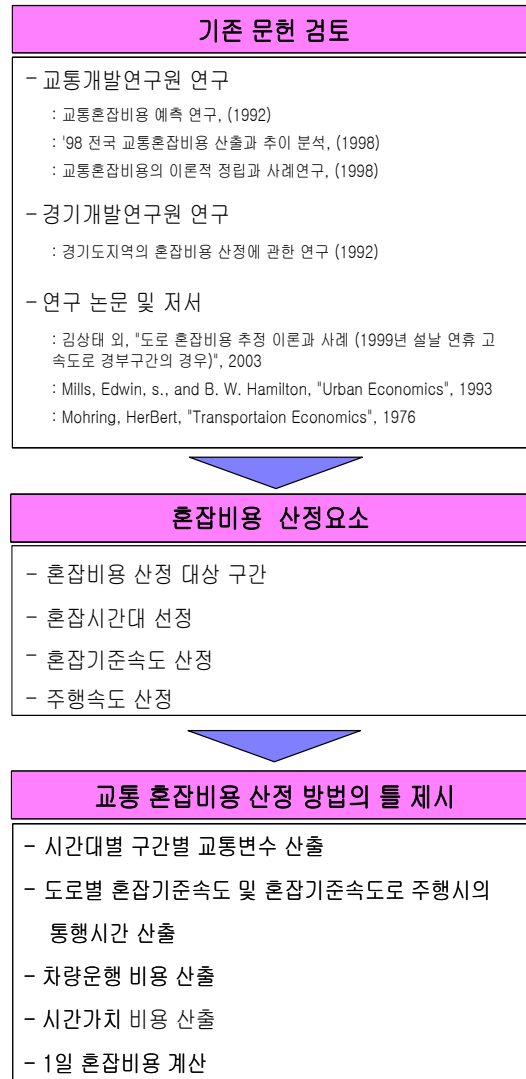 기존 문헌 검토
- 교통개발연구원 연구
: 교통혼잡비용 예측 연구, (1992)
: '98 전국 교통혼잡비용 산출과 추이 분석, (1998)
: 교통혼잡비용의 이론적 정립과 사례연구, (1998)
- 경기개발연구원 연구
: 경기도지역의 혼잡비용 산정에 관한 연구 (1992)
- 연구 논문 및 저서
: 김상태 외, "도로 혼잡비용 추정 이론과 사례 (1999년 설날 연휴 고
속도로 경부구간의 경우)", 2003
: Mills, Edwin, s., and B. W. Hamilton, "Urban Economics", 1993
: Mohring, HerBert, "Transportaion Economics", 1976
혼잡비용 산정요소
- 혼잡비용 산정 대상 구간
- 혼잡시간대 선정
- 혼잡기준속도 산정
- 주행속도 산정
교통 혼잡비용 산정 방법의 틀 제시
- 시간대별 구간별 교통변수 산출
- 도로별 혼잡기준속도 및 혼잡기준속도로 주행시의
통행시간 산출
- 차량운행 비용 산출
- 시간가치 비용 산출
- 1일 혼잡비용 계산